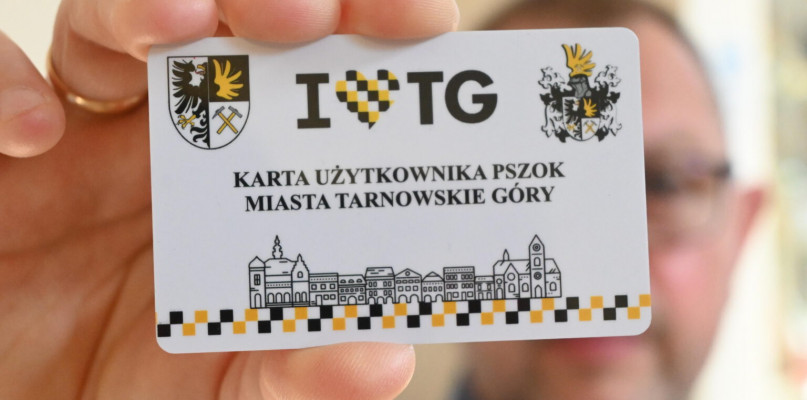 I TG
KARTA UŻYTKOWNIKA PSZOK
MIASTA TARNOWSKIE GÓRY